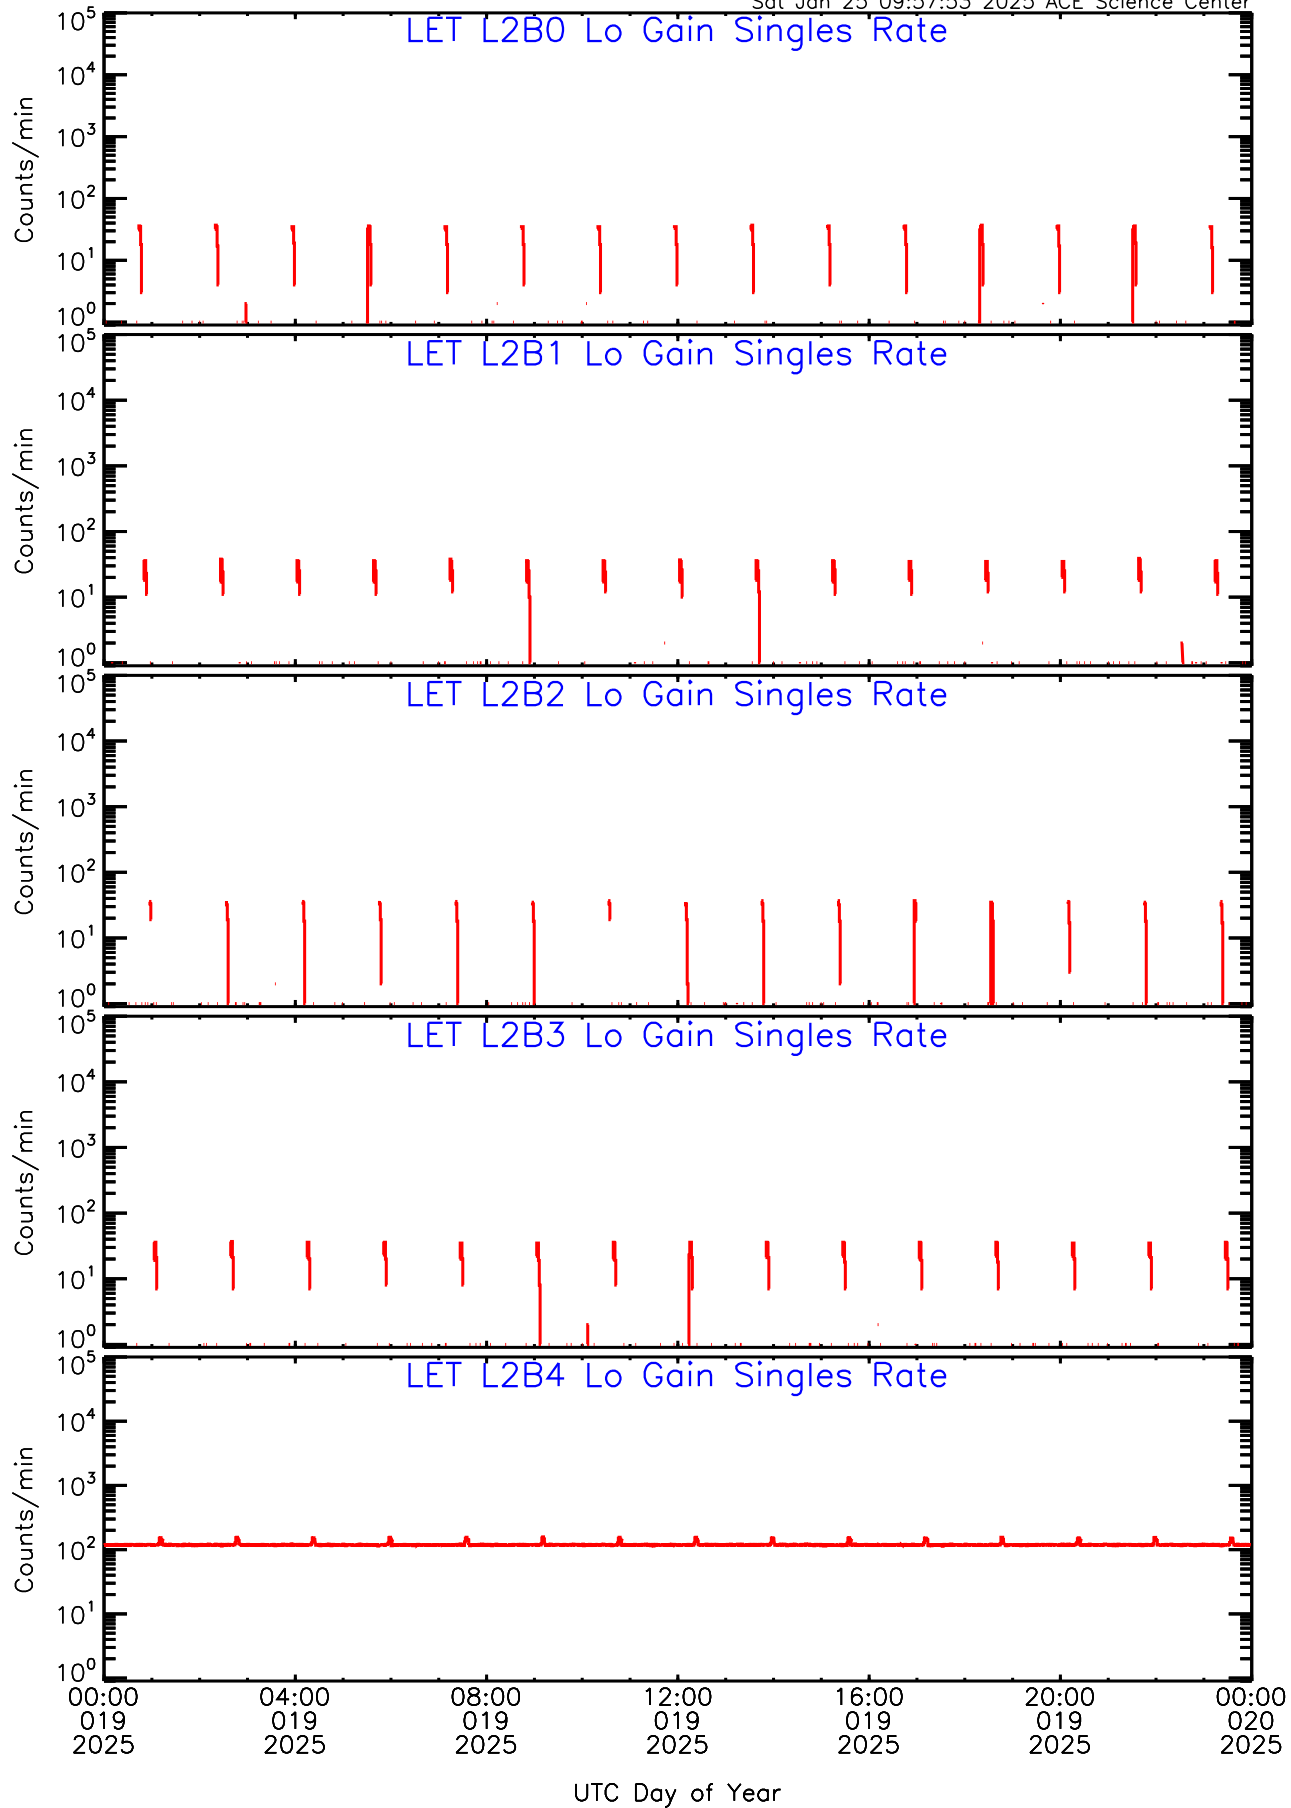 Sat Jan 25 09:57:53 2025 ACE Science Center
LET L2B0 Lo Gain Singles Rate
10^5
10^4
10^3
10^2
10^1
10^0
Counts/min
LET L2B1 Lo Gain Singles Rate
10^5
10^4
10^3
10^2
10^1
10^0
Counts/min
LET L2B2 Lo Gain Singles Rate
10^5
10^4
10^3
10^2
10^1
10^0
Counts/min
LET L2B3 Lo Gain Singles Rate
10^5
10^4
10^3
10^2
10^1
10^0
Counts/min
LET L2B4 Lo Gain Singles Rate
10^5
10^4
10^3
10^2
10^1
10^0
Counts/min
00:00 04:00 08:00 12:00 16:00 20:00 00:00
019 019 019 019 019 019 020
2025 2025 2025 2025 2025 2025 2025
UTC Day of Year